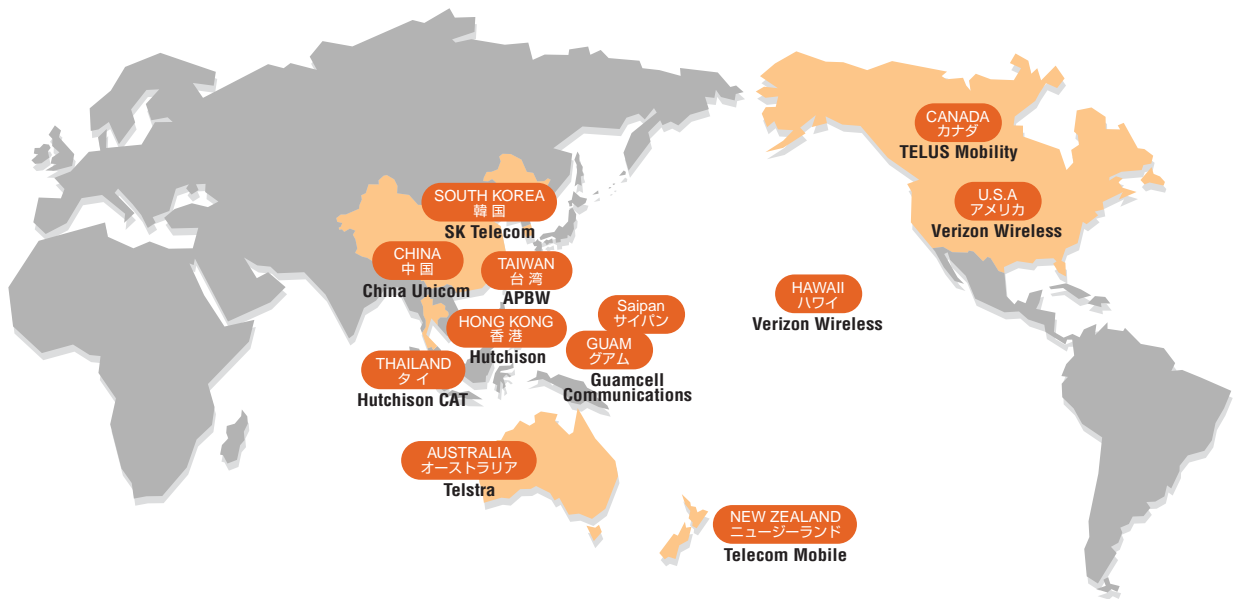 CANADA
カナダ
TELUS Mobility
U.S.A
アメリカ
Verizon Wireless
SOUTH KOREA
韓 国
SK Telecom
CHINA
中 国
China Unicom
TAIWAN
台 湾
APBW
HAWAII
ハワイ
Verizon Wireless
Saipan
サイパン
HONG KONG
香 港
Hutchison
GUAM
グアム
Guamcell
Communications
THAILAND
タ イ
Hutchison CAT
AUSTRALIA
オーストラリア
Telstra
NEW ZEALAND
ニュージーランド
Telecom Mobile